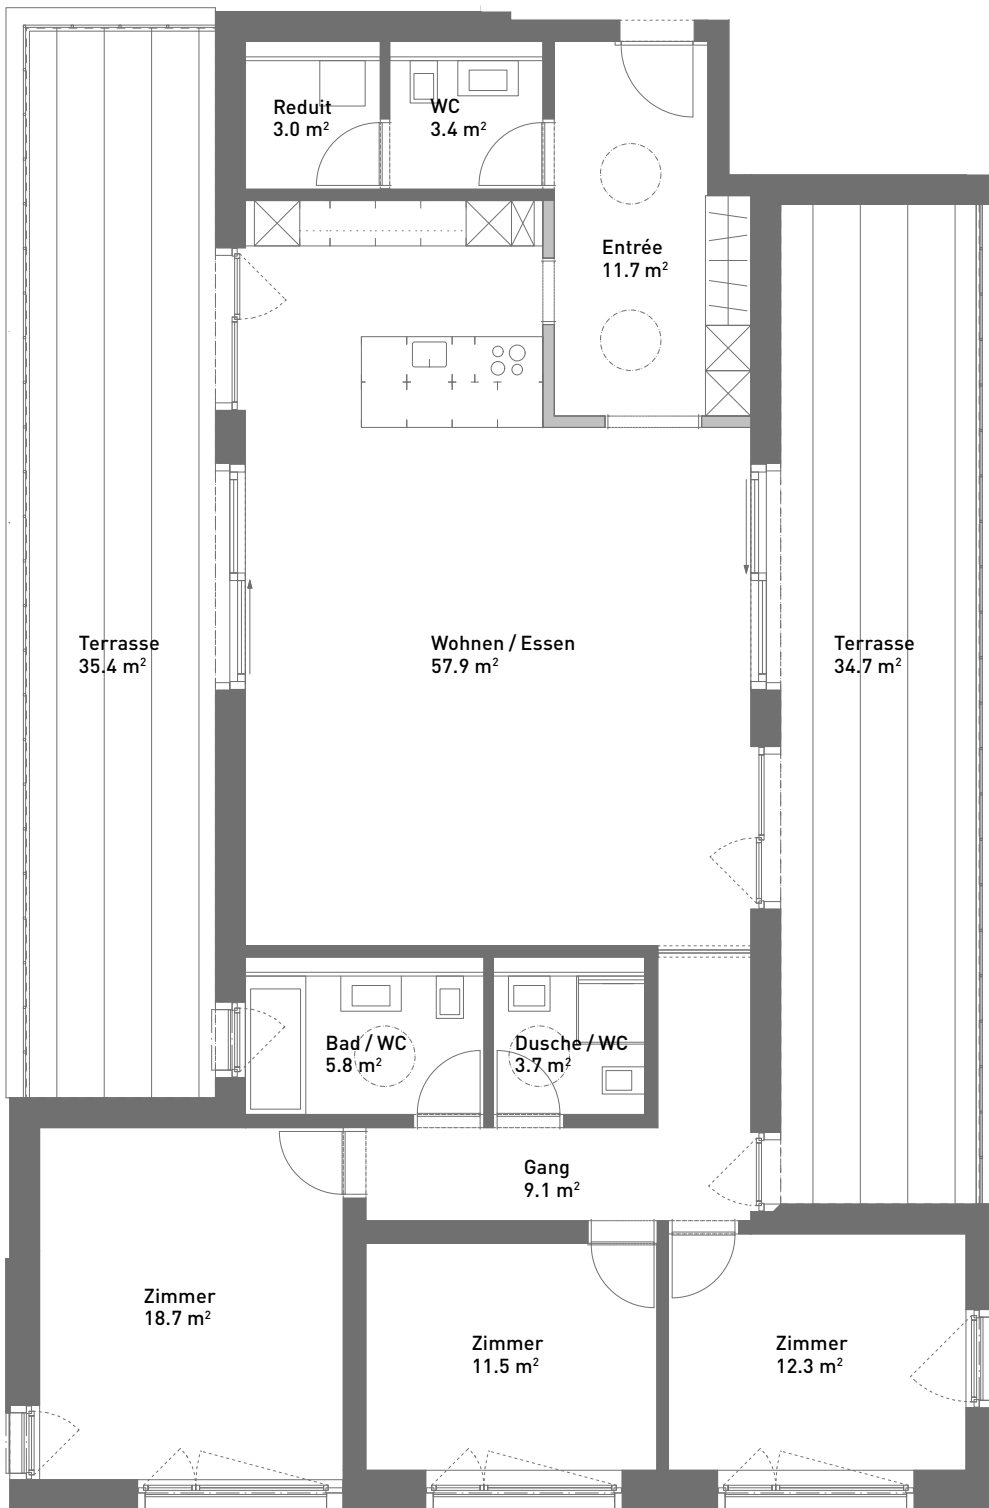 Reduit
3.0 m²
WC
3.4 m²
Entrée
11.7 m²
Terrasse
35.4 m²
Wohnen / Essen
57.9 m²
Terrasse
34.7 m²
Bad / WC
5.8 m²
Dusche / WC
3.7 m²
Gang
9.1 m²
Zimmer
18.7 m²
Zimmer
11.5 m²
Zimmer
12.3 m²